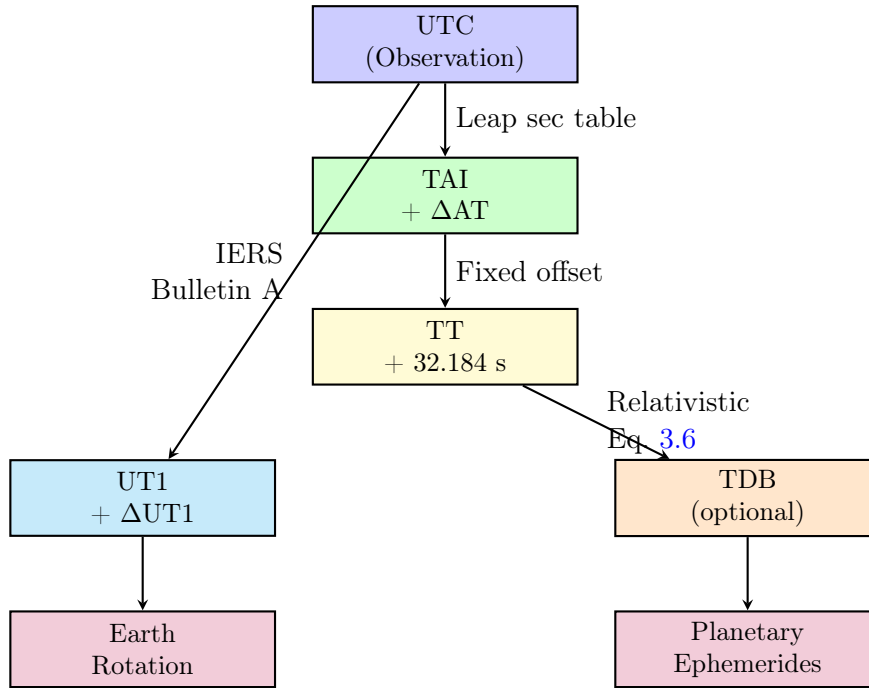 UTC
(Observation)
Leap sec table
TAI
+ ΔAT
IERS
Bulletin A
Fixed offset
TT
+ 32.184 s
Relativistic
Eq. 3.6
UT1
+ ΔUT1
TDB
(optional)
Earth
Rotation
Planetary
Ephemerides